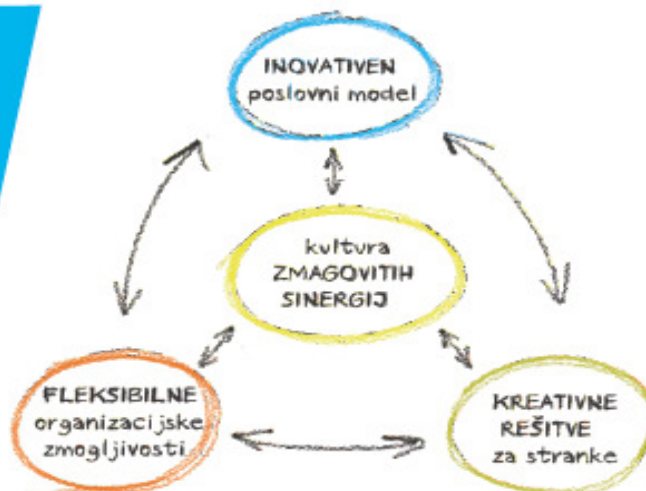 INOVATIVEN
poslovni model
kultura
ZMAGOVITIH
SINERGIJ
FLEKSIBILNE
organizacijske
zmogljivosti
KREATIVNE
REŠITVE
za stranke